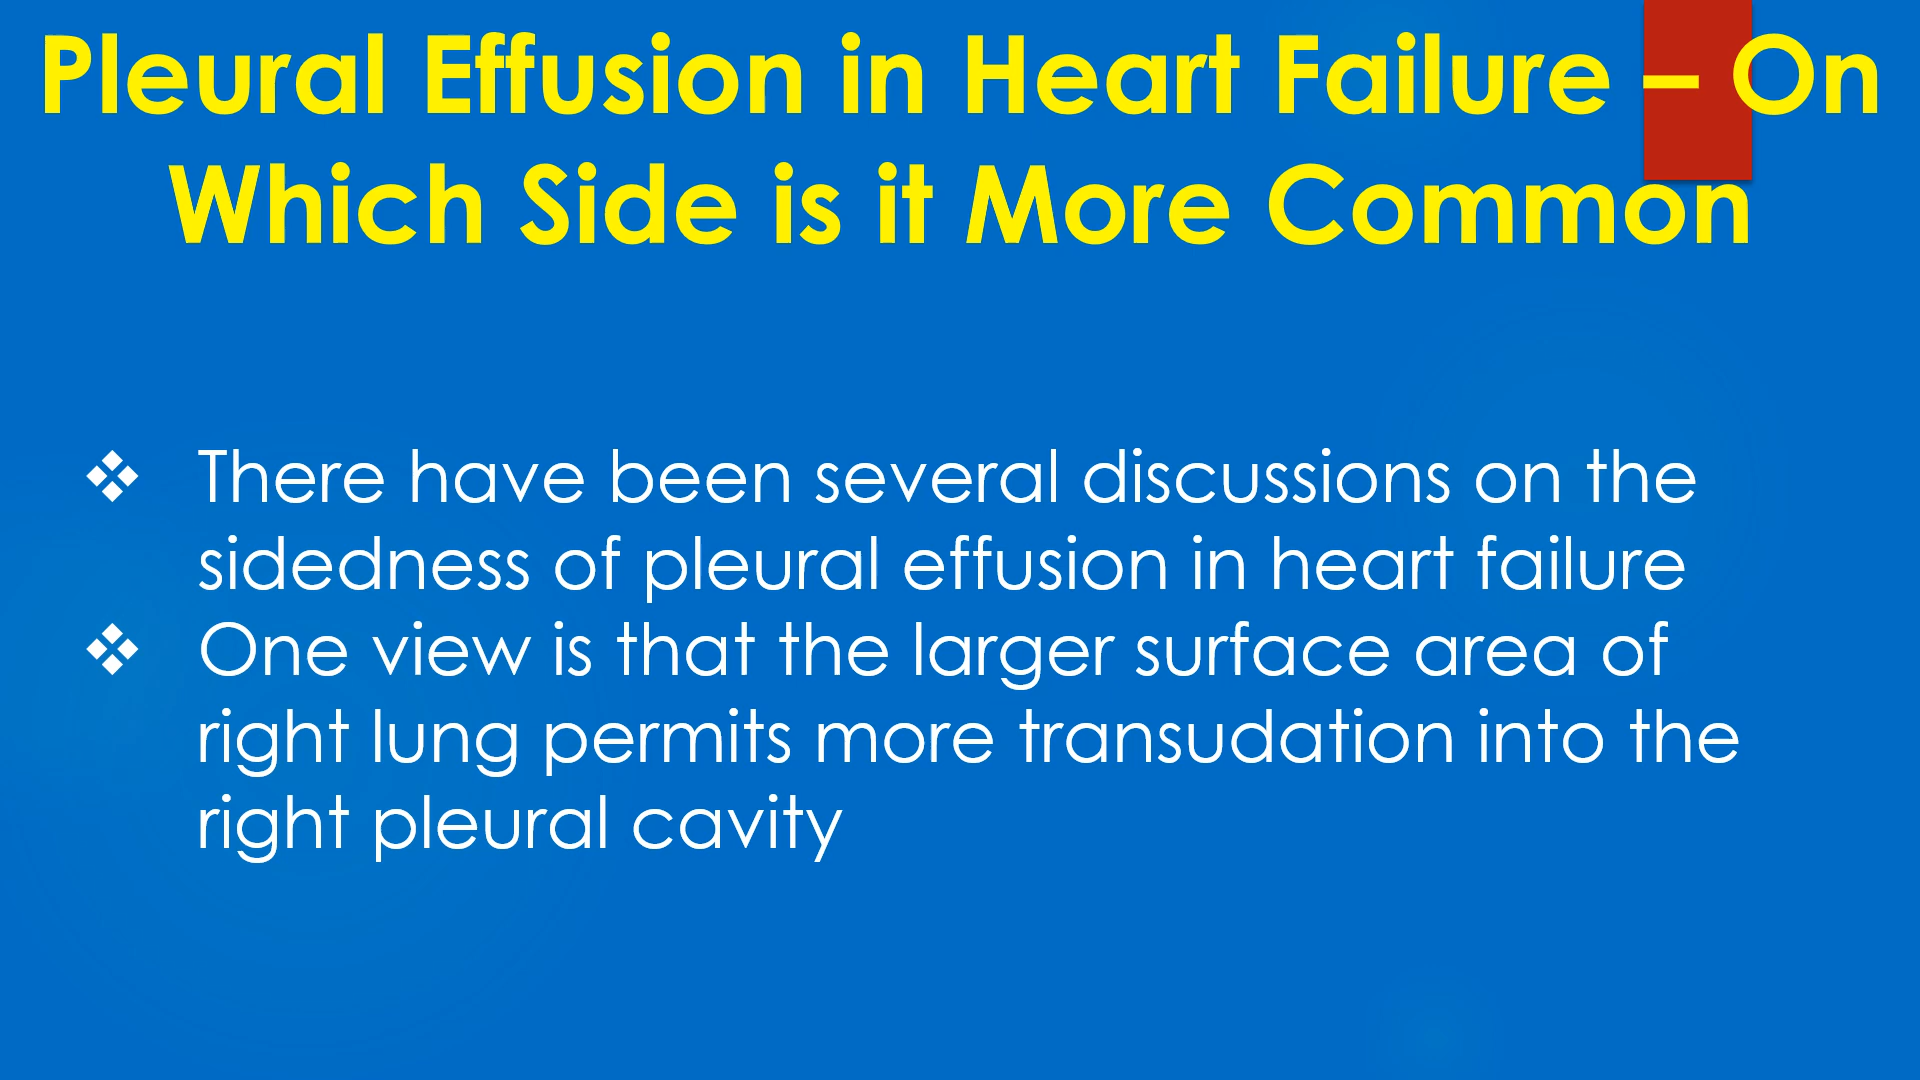 Pleural Effusion in Heart Failure – On
Which Side is it More Common
❖ There have been several discussions on the
sidedness of pleural effusion in heart failure
❖ One view is that the larger surface area of
right lung permits more transudation into the
right pleural cavity